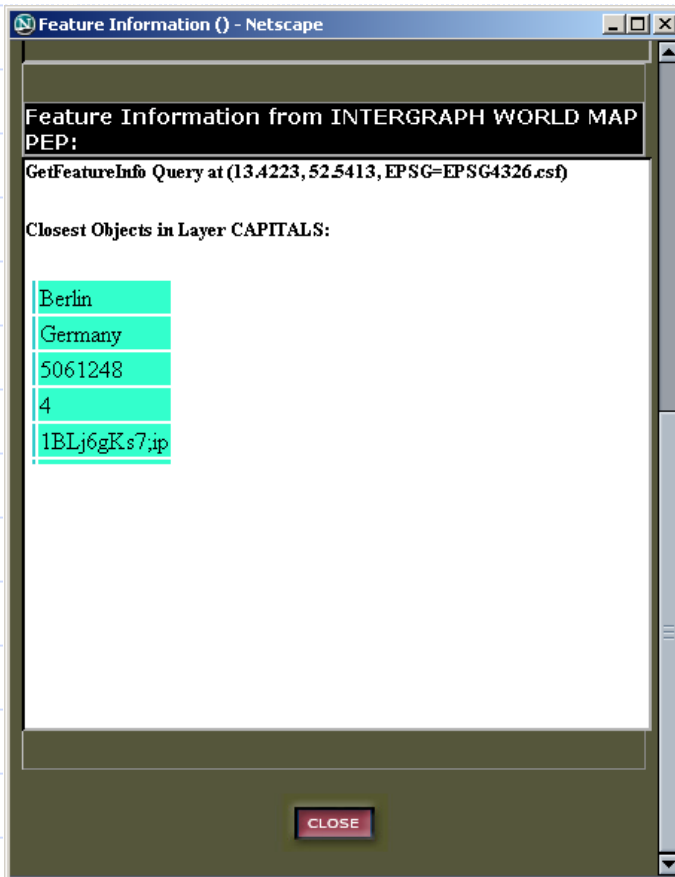 Feature Information () - Netscape
Feature Information from INTERGRAPH WORLD MAP
PEP:
GetFeatureInfo Query at (13.4223, 52.5413, EPSG=EPSG4326.csf)
Closest Objects in Layer CAPITALS:
Berlin
Germany
5061248
4
1BLj6gKs7;ip
CLOSE